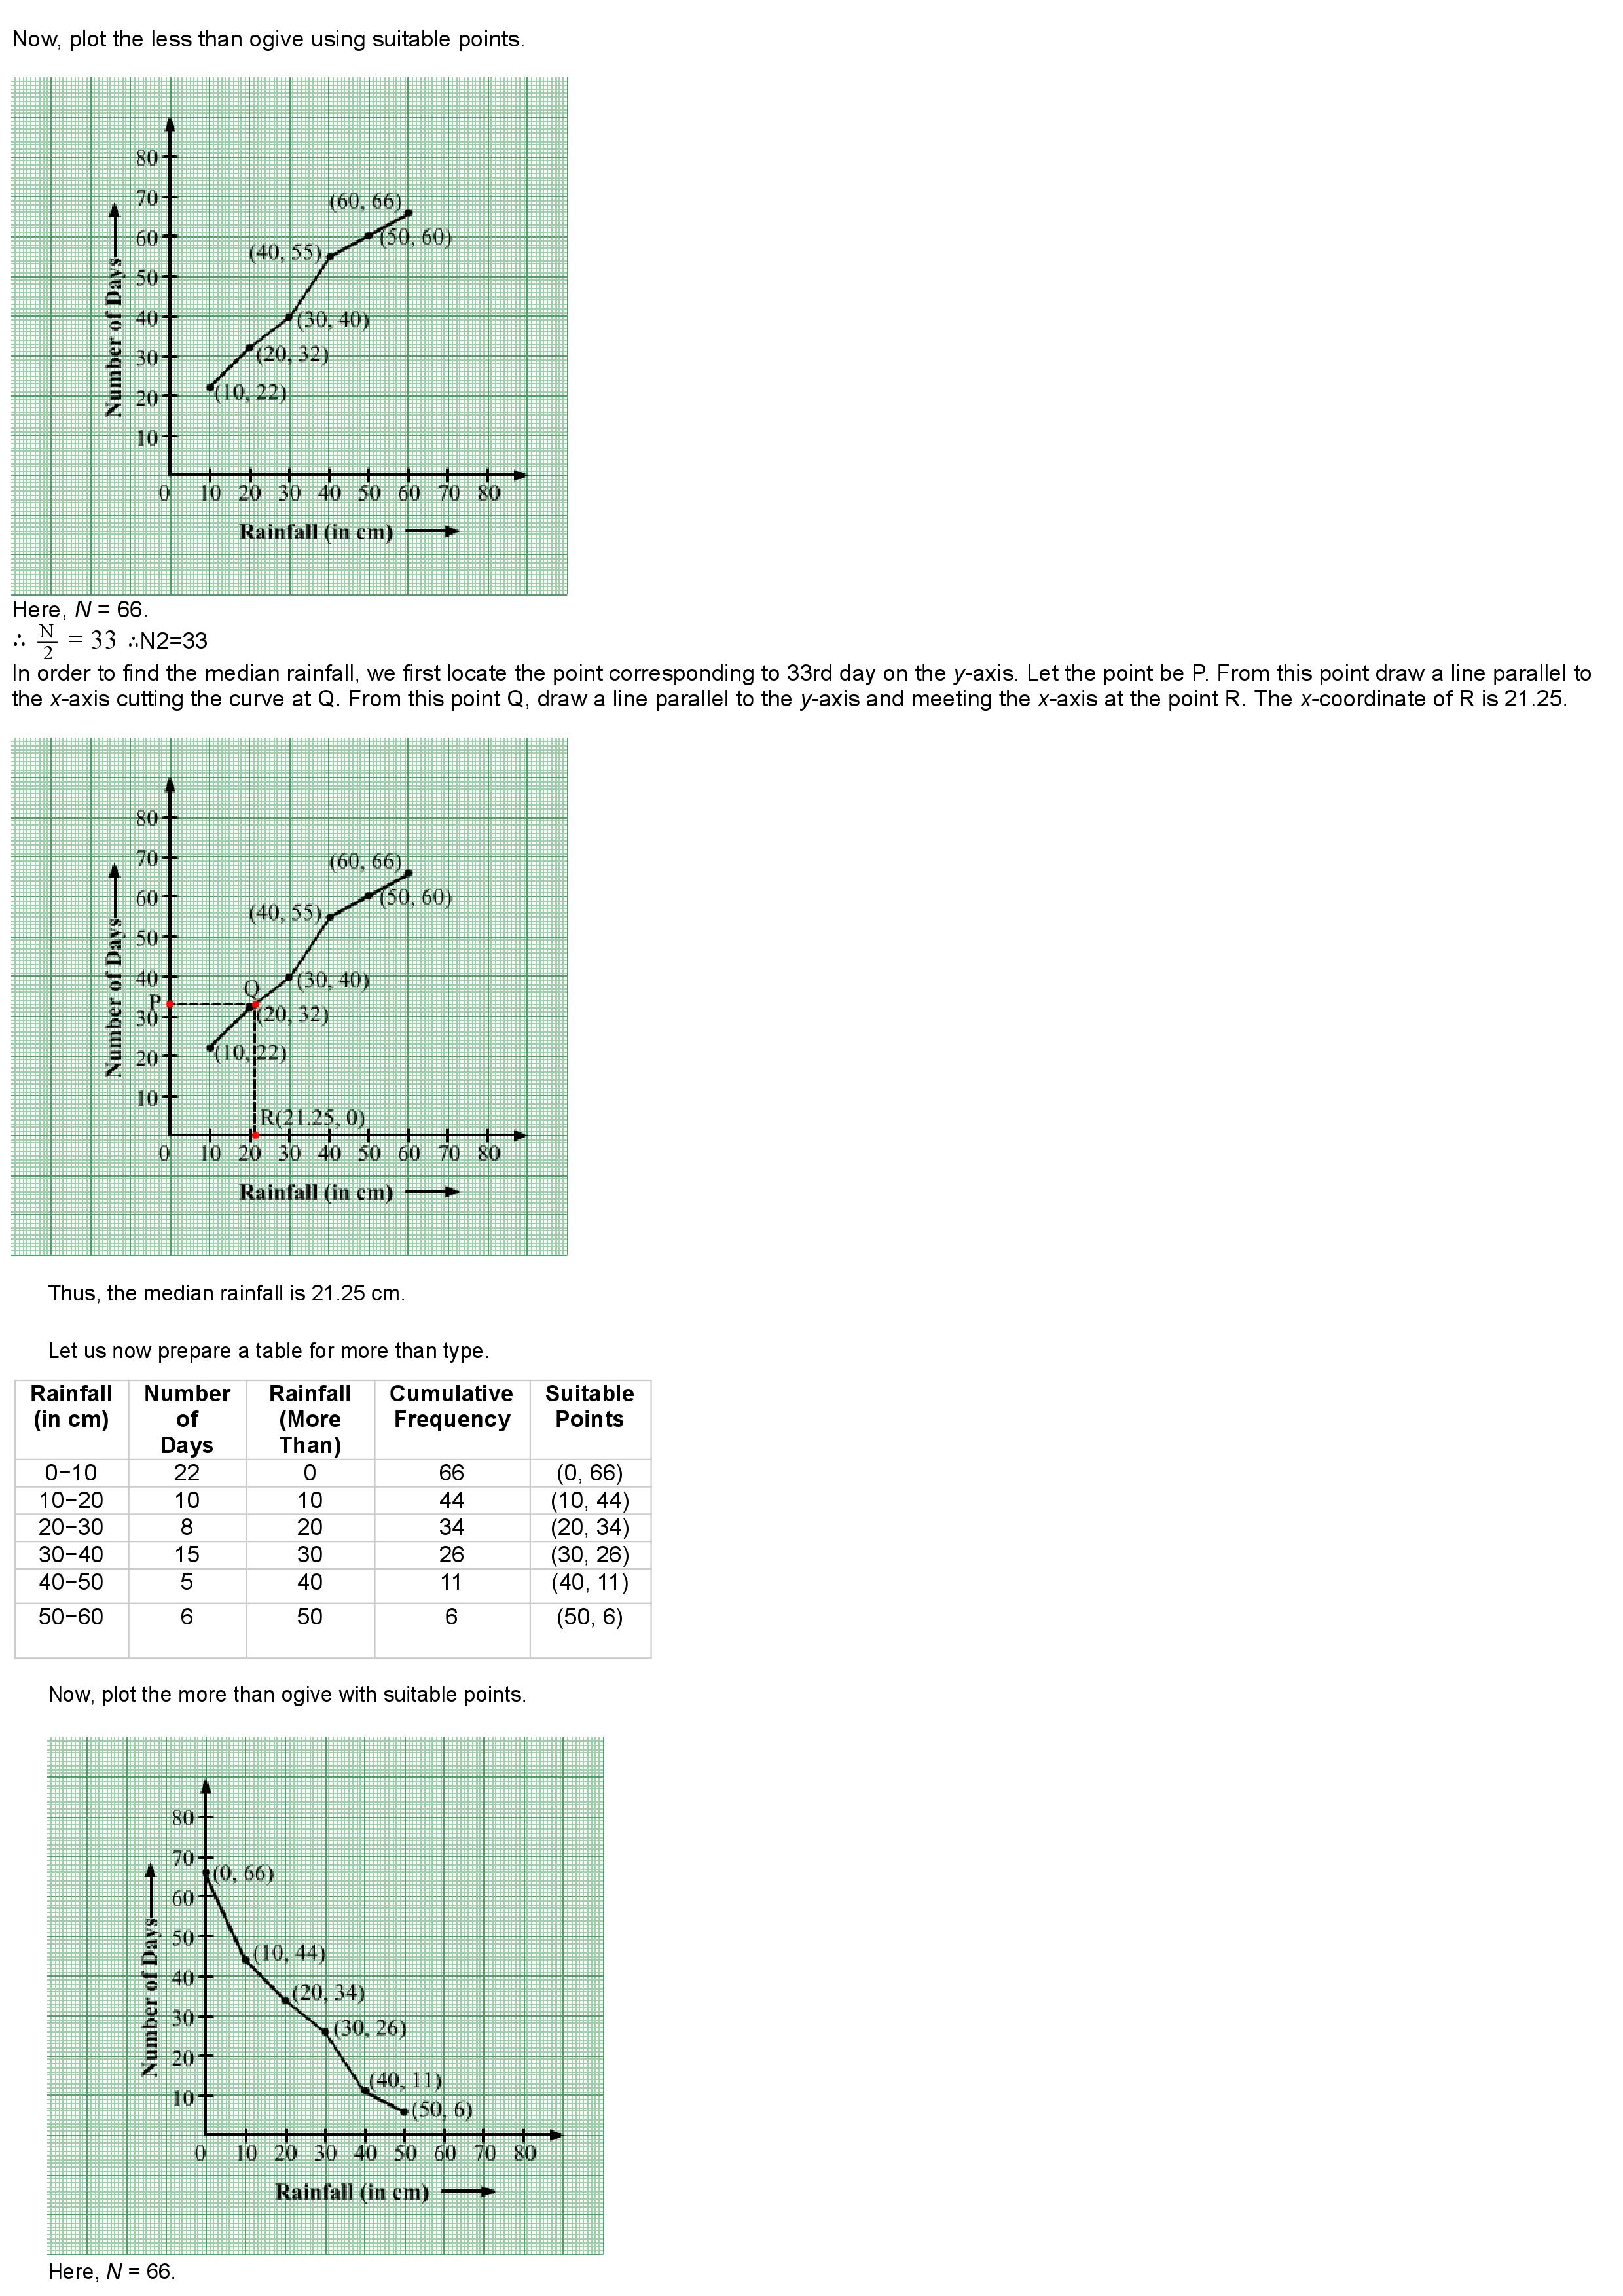 Now, plot the less than ogive using suitable points.
80
70
60
50
40
30
20
10
0 10 20 30 40 50 60 70 80
(60, 66)
(50, 60)
(40, 55)
(30, 40)
(20, 32)
(10, 22)
Number of Days
Rainfall (in cm)
Here, N = 66.
∴ N/2 = 33 ∴N2=33
In order to find the median rainfall, we first locate the point corresponding to 33rd day on the y-axis. Let the point be P. From this point draw a line parallel to
the x-axis cutting the curve at Q. From this point Q, draw a line parallel to the y-axis and meeting the x-axis at the point R. The x-coordinate of R is 21.25.
80
70
60
50
40
30
20
10
0 10 20 30 40 50 60 70 80
(60, 66)
(50, 60)
(40, 55)
(30, 40)
Q
P
(20, 32)
(10, 22)
R(21.25, 0)
Number of Days
Rainfall (in cm)
Thus, the median rainfall is 21.25 cm.
Let us now prepare a table for more than type.
Rainfall (in cm) Number of Days Rainfall (More Than) Cumulative Frequency Suitable Points
0−10 22 0 66 (0, 66)
10−20 10 10 44 (10, 44)
20−30 8 20 34 (20, 34)
30−40 15 30 26 (30, 26)
40−50 5 40 11 (40, 11)
50−60 6 50 6 (50, 6)
Now, plot the more than ogive with suitable points.
80
70
60
50
40
30
20
10
0 10 20 30 40 50 60 70 80
(0, 66)
(10, 44)
(20, 34)
(30, 26)
(40, 11)
(50, 6)
Number of Days
Rainfall (in cm)
Here, N = 66.